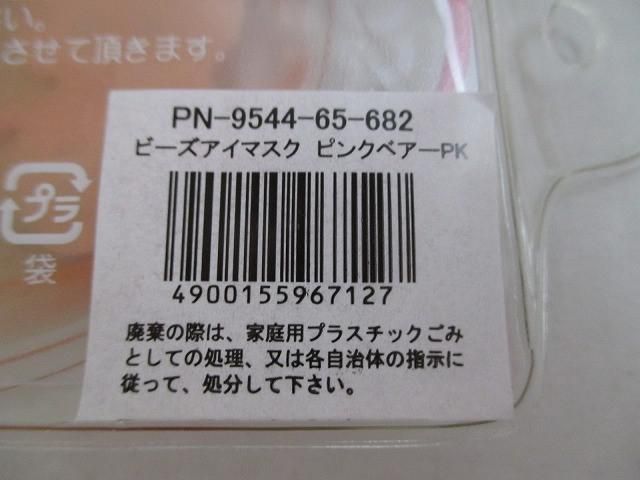 い。
させて頂きます。
PN-9544-65-682
ビーズアイマスク ピンクベアーPK
プラ
袋
4900155967127
廃棄の際は、家庭用プラスチックごみ
としての処理、又は各自治体の指示に
従って、処分して下さい。